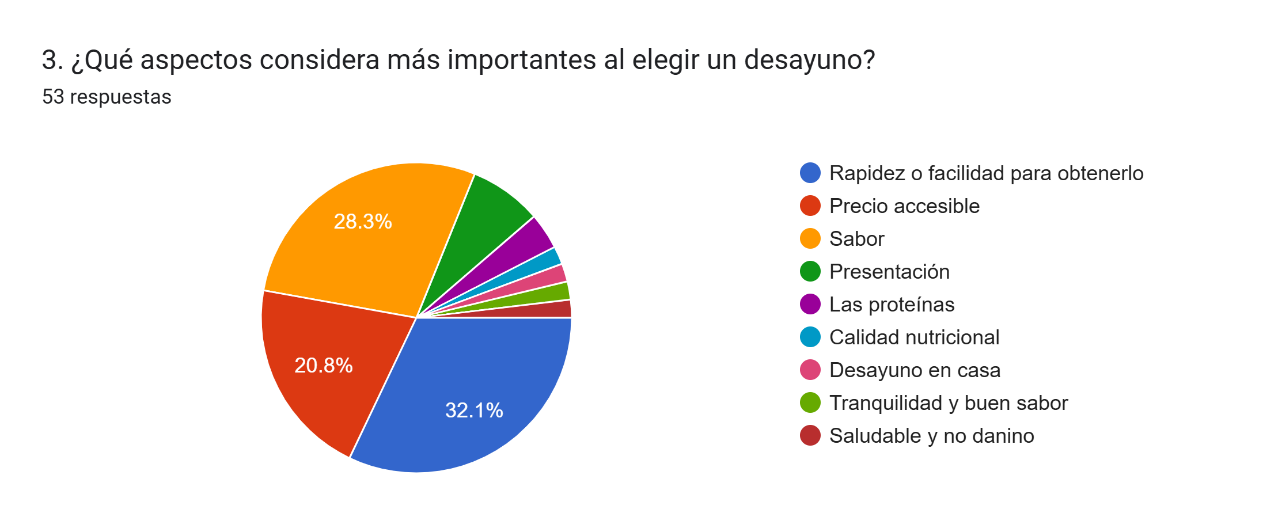 3. ¿Qué aspectos considera más importantes al elegir un desayuno?
53 respuestas
28.3%
20.8%
32.1%
Rapidez o facilidad para obtenerlo
Precio accesible
Sabor
Presentación
Las proteínas
Calidad nutricional
Desayuno en casa
Tranquilidad y buen sabor
Saludable y no danino